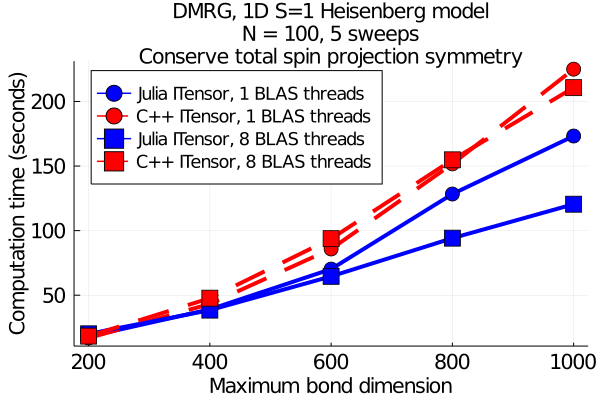 DMRG, 1D S=1 Heisenberg model
N = 100, 5 sweeps
Conserve total spin projection symmetry
Computation time (seconds)
200
150
100
50
Julia ITensor, 1 BLAS threads
C++ ITensor, 1 BLAS threads
Julia ITensor, 8 BLAS threads
C++ ITensor, 8 BLAS threads
200 400 600 800 1000
Maximum bond dimension